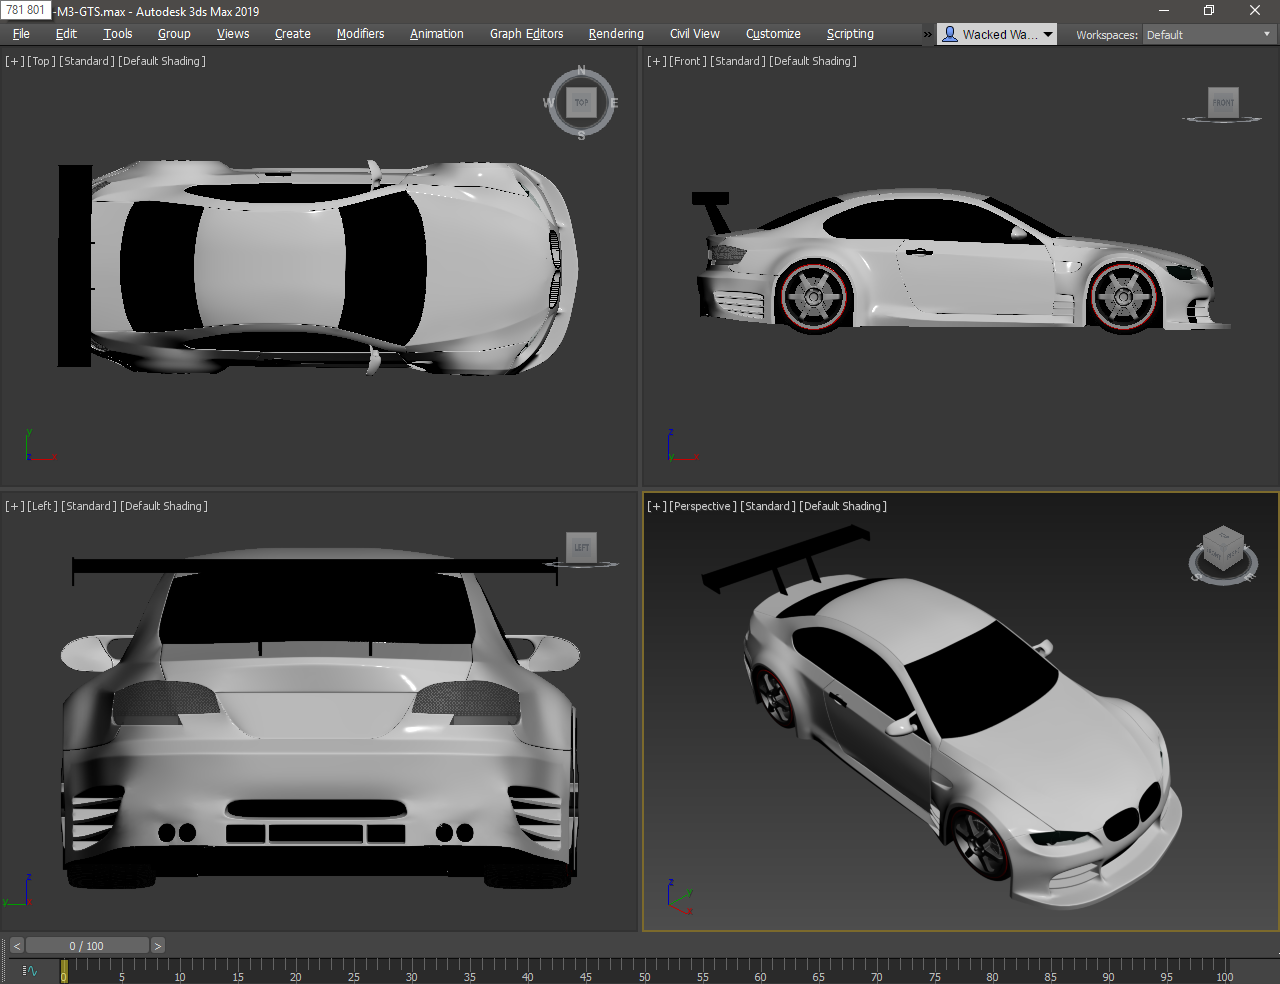 781 801 -M3-GTS.max - Autodesk 3ds Max 2019
File Edit Tools Group Views Create Modifiers Animation Graph Editors Rendering Civil View Customize Scripting » Wacked Wa... Workspaces: Default
[+] [Top] [Standard] [Default Shading]
[+] [Front] [Standard] [Default Shading]
N
W TOP E
S
FRONT
y
z
z
y
[+] [Left] [Standard] [Default Shading]
[+] [Perspective] [Standard] [Default Shading]
LEFT
TOP
FRONT
S
E
z
y
z
y
x
< 0 / 100 >
0 5 10 15 20 25 30 35 40 45 50 55 60 65 70 75 80 85 90 95 100